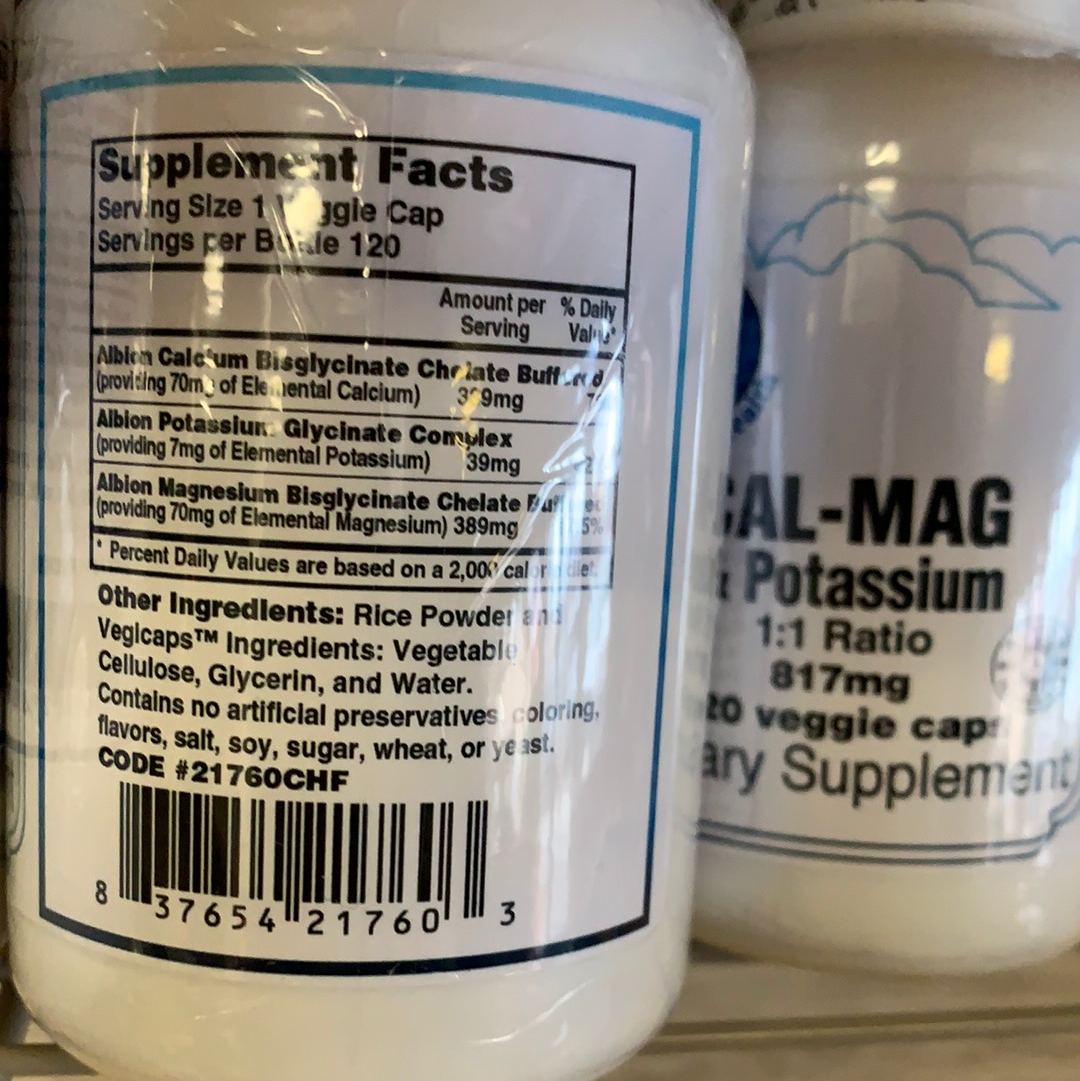 Supplement Facts
Serving Size 1 Veggie Cap
Servings per Bottle 120
Amount per % Daily
Serving Value*
Albion Calcium Bisglycinate Chelate Buffered
(providing 70mg of Elemental Calcium)
Albion Potassium Glycinate Complex
(providing 7mg of Elemental Potassium) 39mg
Albion Magnesium Bisglycinate Chelate Buffered
(providing 70mg of Elemental Magnesium) 389mg
* Percent Daily Values are based on a 2,000 calorie diet.
Other Ingredients: Rice Powder and
Vegicaps™ Ingredients: Vegetable
Cellulose, Glycerin, and Water.
Contains no artificial preservatives coloring,
flavors, salt, soy, sugar, wheat, or yeast.
CODE #21760CHF
8 37654 21760 3
CAL-MAG
& Potassium
1:1 Ratio
817mg
20 veggie caps
ary Supplement